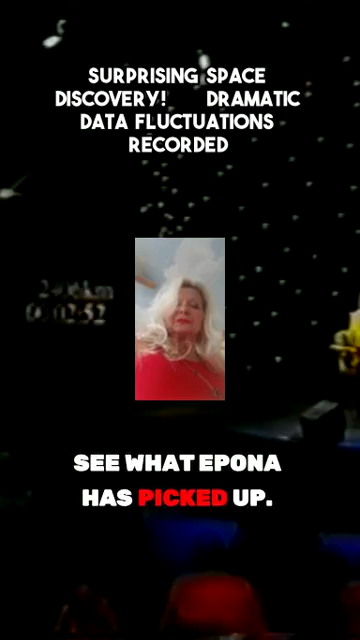 SURPRISING SPACE
DISCOVERY! DRAMATIC
DATA FLUCTUATIONS
RECORDED
SEE WHAT EPONA
HAS PICKED UP.